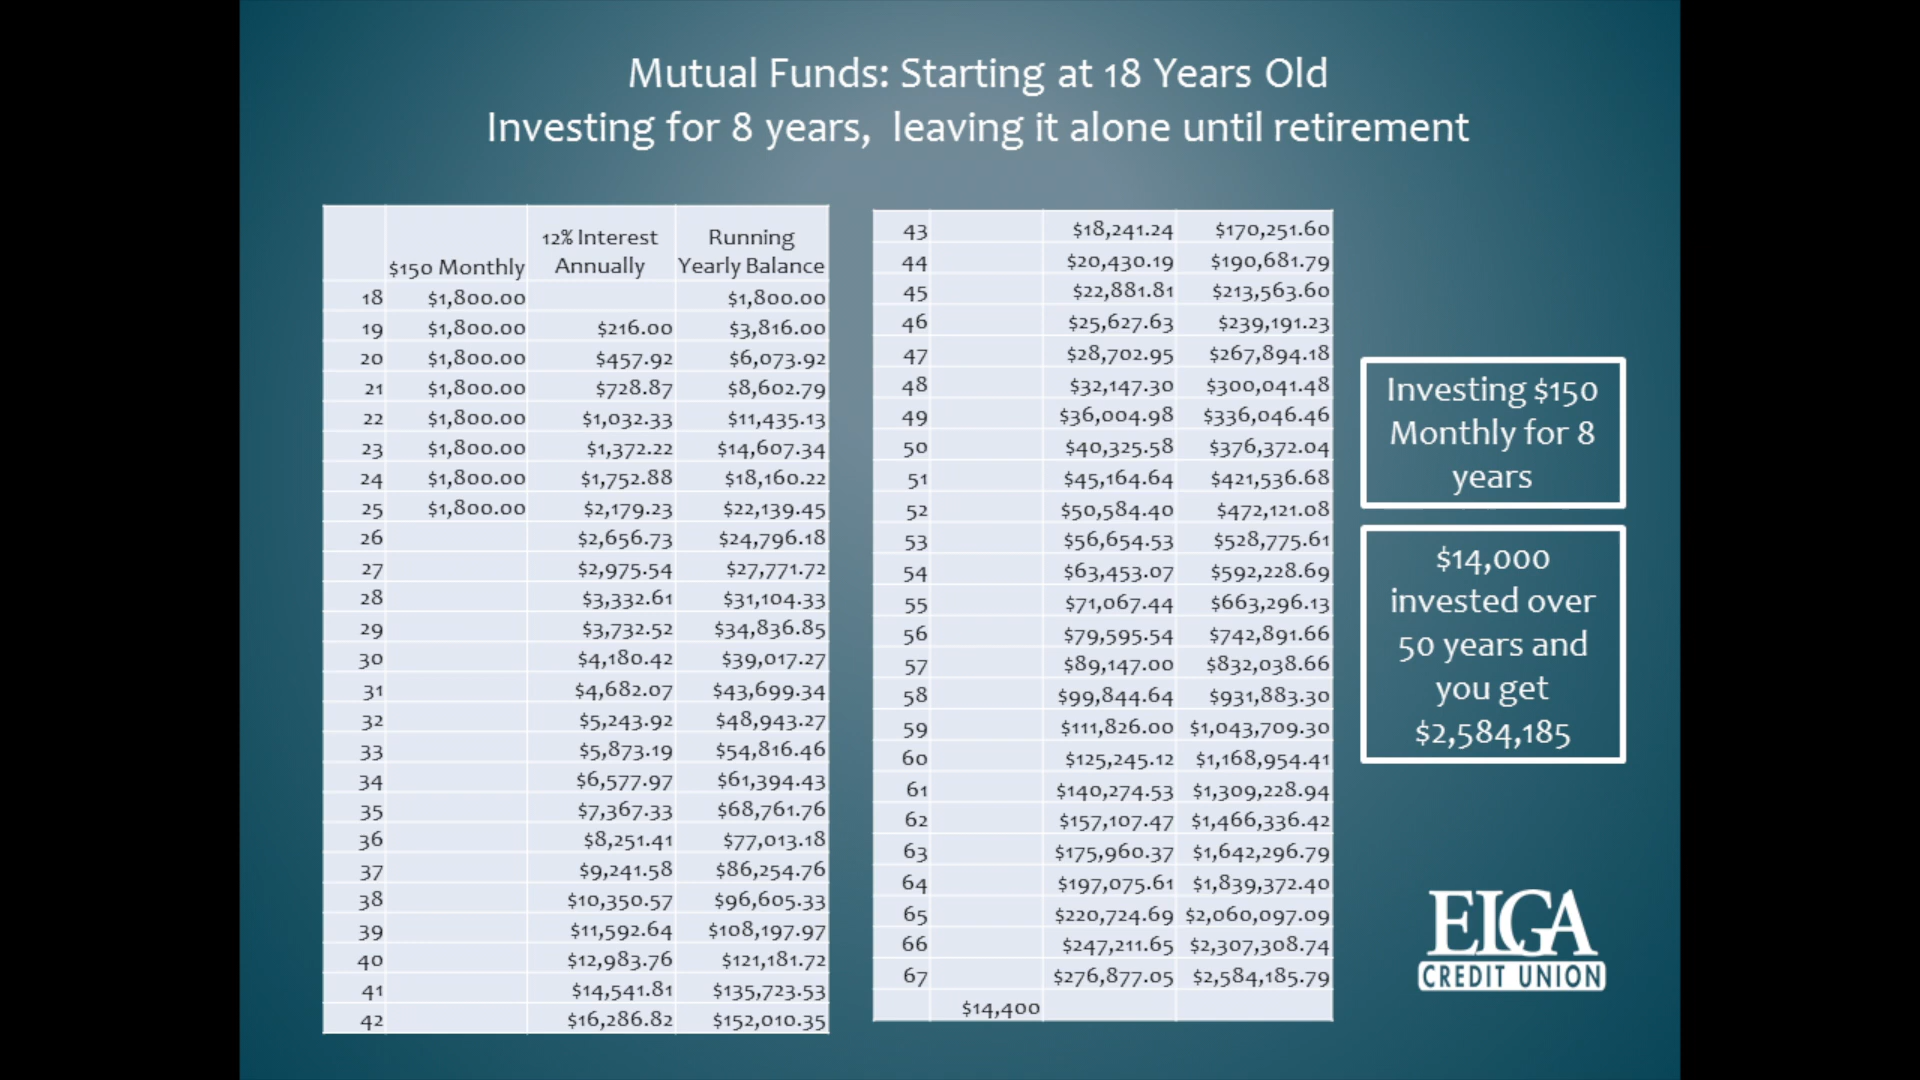 Mutual Funds: Starting at 18 Years Old
Investing for 8 years, leaving it alone until retirement
$150 Monthly 12% Interest Annually Running Yearly Balance
18 $1,800.00 $1,800.00
19 $1,800.00 $216.00 $3,816.00
20 $1,800.00 $457.92 $6,073.92
21 $1,800.00 $728.87 $8,602.79
22 $1,800.00 $1,032.33 $11,435.13
23 $1,800.00 $1,372.22 $14,607.34
24 $1,800.00 $1,752.88 $18,160.22
25 $1,800.00 $2,179.23 $22,139.45
26 $2,656.73 $24,796.18
27 $2,975.54 $27,771.72
28 $3,332.61 $31,104.33
29 $3,732.52 $34,836.85
30 $4,180.42 $39,017.27
31 $4,682.07 $43,699.34
32 $5,243.92 $48,943.27
33 $5,873.19 $54,816.46
34 $6,577.97 $61,394.43
35 $7,367.33 $68,761.76
36 $8,251.41 $77,013.18
37 $9,241.58 $86,254.76
38 $10,350.57 $96,605.33
39 $11,592.64 $108,197.97
40 $12,983.76 $121,181.72
41 $14,541.81 $135,723.53
42 $16,286.82 $152,010.35
43 $18,241.24 $170,251.60
44 $20,430.19 $190,681.79
45 $22,881.81 $213,563.60
46 $25,627.63 $239,191.23
47 $28,702.95 $267,894.18
48 $32,147.30 $300,041.48
49 $36,004.98 $336,046.46
50 $40,325.58 $376,372.04
51 $45,164.64 $421,536.68
52 $50,584.40 $472,121.08
53 $56,654.53 $528,775.61
54 $63,453.07 $592,228.69
55 $71,067.44 $663,296.13
56 $79,595.54 $742,891.66
57 $89,147.00 $832,038.66
58 $99,844.64 $931,883.30
59 $111,826.00 $1,043,709.30
60 $125,245.12 $1,168,954.41
61 $140,274.53 $1,309,228.94
62 $157,107.47 $1,466,336.42
63 $175,960.37 $1,642,296.79
64 $197,075.61 $1,839,372.40
65 $220,724.69 $2,060,097.09
66 $247,211.65 $2,307,308.74
67 $276,877.05 $2,584,185.79
$14,400
Investing $150
Monthly for 8
years
$14,000
invested over
50 years and
you get
$2,584,185
ELGA
CREDIT UNION